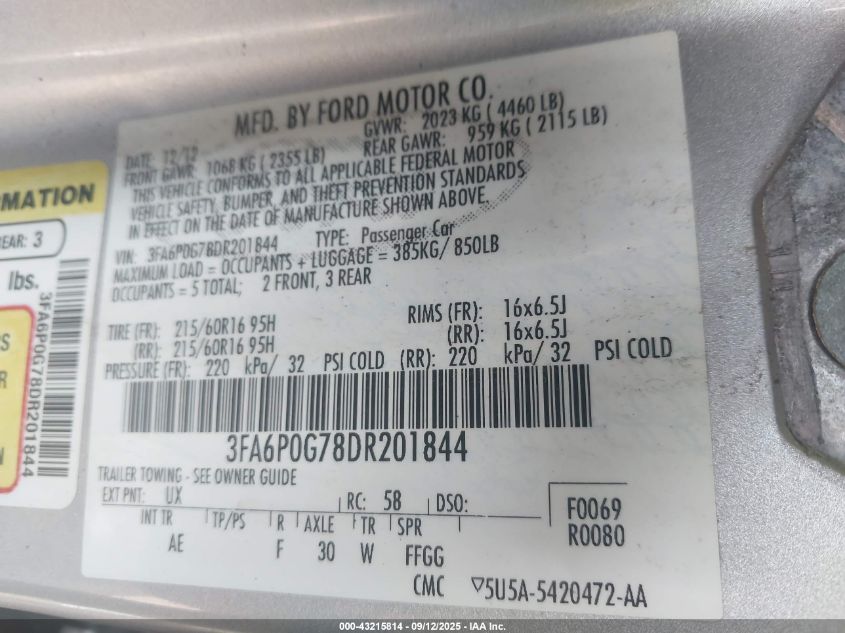 MFD. BY FORD MOTOR CO.
DATE: 12/12 GVWR: 2023 KG ( 4460 LB)
FRONT GAWR: 1068 KG ( 2355 LB) REAR GAWR: 959 KG ( 2115 LB)
THIS VEHICLE CONFORMS TO ALL APPLICABLE FEDERAL MOTOR
VEHICLE SAFETY, BUMPER, AND THEFT PREVENTION STANDARDS
IN EFFECT ON THE DATE OF MANUFACTURE SHOWN ABOVE.
VIN: 3FA6P0G78DR201844 TYPE: Passenger Car
MAXIMUM LOAD = OCCUPANTS + LUGGAGE = 385KG/ 850LB
OCCUPANTS = 5 TOTAL; 2 FRONT, 3 REAR
TIRE (FR): 215/60R16 95H RIMS (FR): 16x6.5J
(RR): 215/60R16 95H (RR): 16x6.5J
PRESSURE (FR): 220 kPa/ 32 PSI COLD (RR): 220 kPa/ 32 PSI COLD
3FA6P0G78DR201844
TRAILER TOWING - SEE OWNER GUIDE
EXT PNT: UX RC: 58 DSO: F0069
INT TR TP/PS R AXLE TR SPR R0080
AE F 30 W FFGG
CMC ▽5U5A-5420472-AA
RMATION
EAR: 3
lbs.
3FA6P0G78DR201844
S
R
N
000-43215814 - 09/12/2025 - IAA Inc.